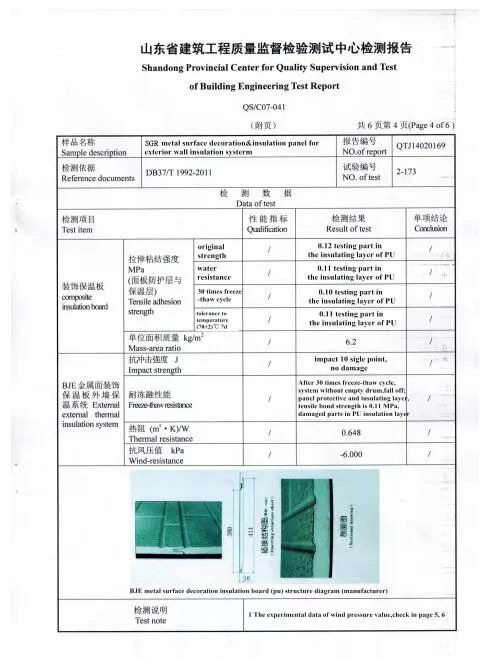 山东省建筑工程质量监督检验测试中心检测报告
Shandong Provincial Center for Quality Supervision and Test
of Building Engineering Test Report
QS/C07-041
(附页)
共 6 页第 4 页(Page 4 of 6)
样品名称
Sample description
3GR metal surface decoration&insulation panel for
exterior wall insulation systerm
报告编号
NO.of report
QTJ14020169
检测依据
Reference documents
DB37/T 1992-2011
试验编号
NO. of test
2-173
检 测 数 据
Data of test
检测项目
Test item
性 能 指 标
Qualification
检测结果
Result of test
单项结论
Conclusion
装饰保温板
composite
insulation board
拉伸粘结强度
MPa
(面板防护层与
保温层)
Tensile adhesion
strength
original
strength
/
0.12 testing part in
the insulating layer of PU
/
water
resistance
/
0.11 testing part in
the insulating layer of PU
/
30 times freeze
-thaw cycle
/
0.10 testing part in
the insulating layer of PU
/
tolerance to
temperature
(70±2)℃ 7d
/
0.11 testing part in
the insulating layer of PU
/
单位面积质量 kg/m²
Mass-area ratio
/
6.2
/
BJE 金属面装饰
保温板外墙保
温系统 External
external thermal
insulation system
抗冲击强度 J
Impact strength
/
impact 10 sigle point,
no damage
/
耐冻融性能
Freeze-thaw resistance
/
After 30 times freeze-thaw cycle,
system without empty drum,fall off;
panel protective and insulating layer,
tensile bond strength is 0.11 MPa,
damaged parts in PU insulation layer
/
热阻 (m²・K)/W
Thermal resistance
/
0.648
/
抗风压值 kPa
Wind-resistance
/
-6.000
/
380
411
16
插接结构图
剖面图
BJE metal surface decoration insulation board (pu) structure diagram (manufacturer)
检测说明
Test note
1 The experimental data of wind pressure value,check in page 5, 6